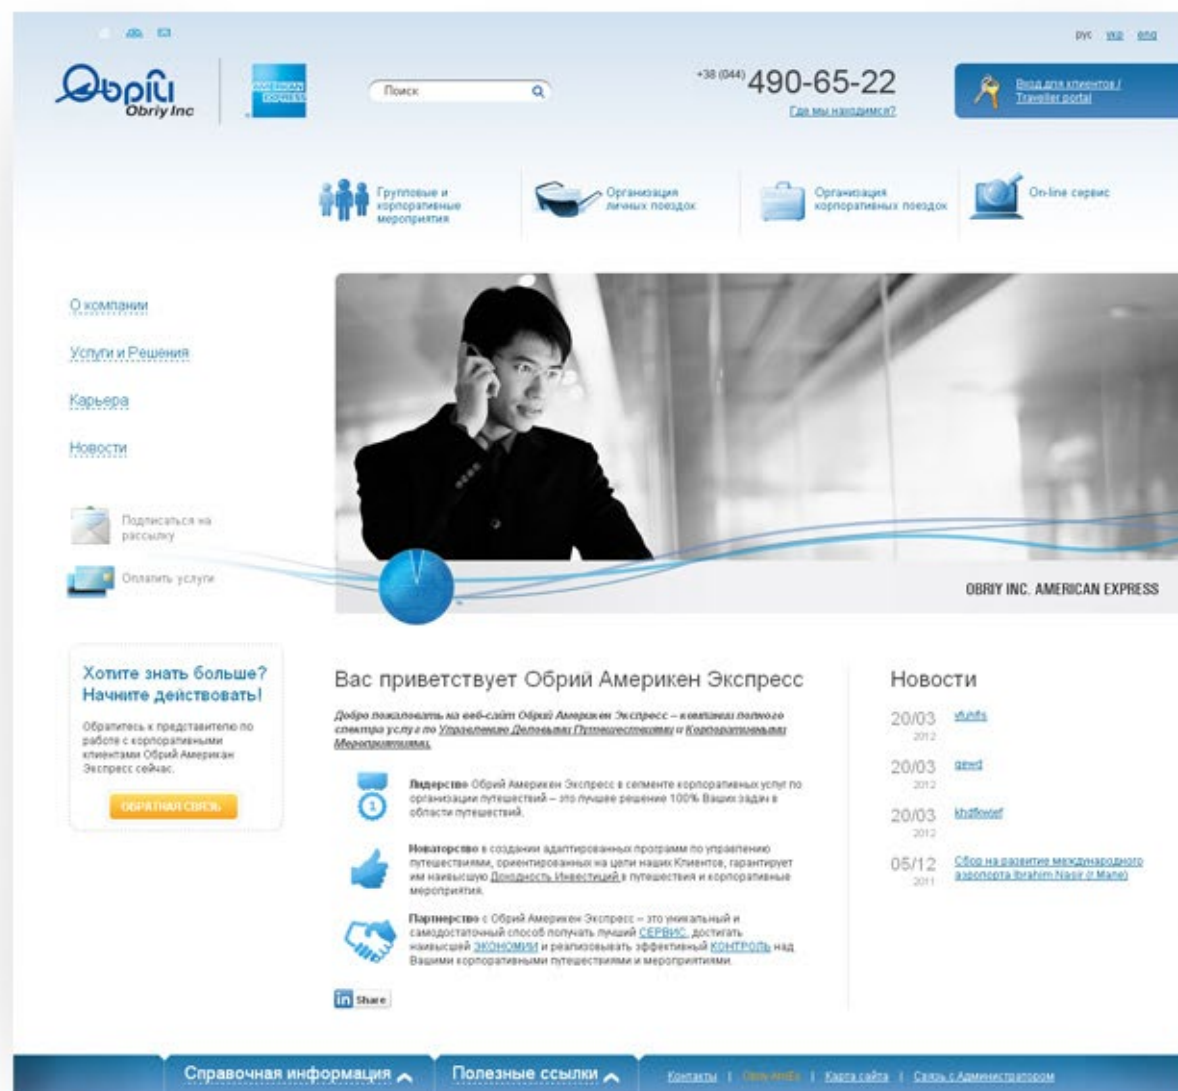 рус укр eng
Обрій
Obriy Inc
AMERICAN
EXPRESS
Поиск
+38 (044) 490-65-22
Где мы находимся?
Вход для клиентов /
Traveller portal
Групповые и
корпоративные
мероприятия
Организация
личных поездок
Организация
корпоративных поездок
On-line сервис
О компании
Услуги и Решения
Карьера
Новости
Подписаться на
рассылку
Оплатить услуги
OBRIY INC. AMERICAN EXPRESS
Хотите знать больше?
Начните действовать!
Обратитесь к представителю по
работе с корпоративными
клиентами Обрий Американ
Экспресс сейчас.
ОБРАТНАЯ СВЯЗЬ
Вас приветствует Обрий Америкен Экспресс
Добро пожаловать на веб-сайт Обрий Америкен Экспресс – компании полного
спектра услуг по Управлению Деловыми Путешествиями и Корпоративными
Мероприятиями.
Лидерство Обрий Америкен Экспресс в сегменте корпоративных услуг по
организации путешествий – это лучшее решение 100% Ваших задач в
области путешествий.
Новаторство в создании адаптированных программ по управлению
путешествиями, ориентированных на цели наших Клиентов, гарантирует
им наивысшую Доходность Инвестиций в путешествия и корпоративные
мероприятия.
Партнерство с Обрий Америкен Экспресс – это уникальный и
самодостаточный способ получать лучший СЕРВИС, достигать
наивысшей ЭКОНОМИИ и реализовывать эффективный КОНТРОЛЬ над
Вашими корпоративными путешествиями и мероприятиями.
in Share
Новости
20/03
2012
20/03 qewd
2012
20/03
2012
05/12 Сбор на развитие международного
2011 аэропорта Ibrahim Nasir (г.Мале)
Справочная информация Полезные ссылки Контакты | | Карта сайта | Связь с Администратором